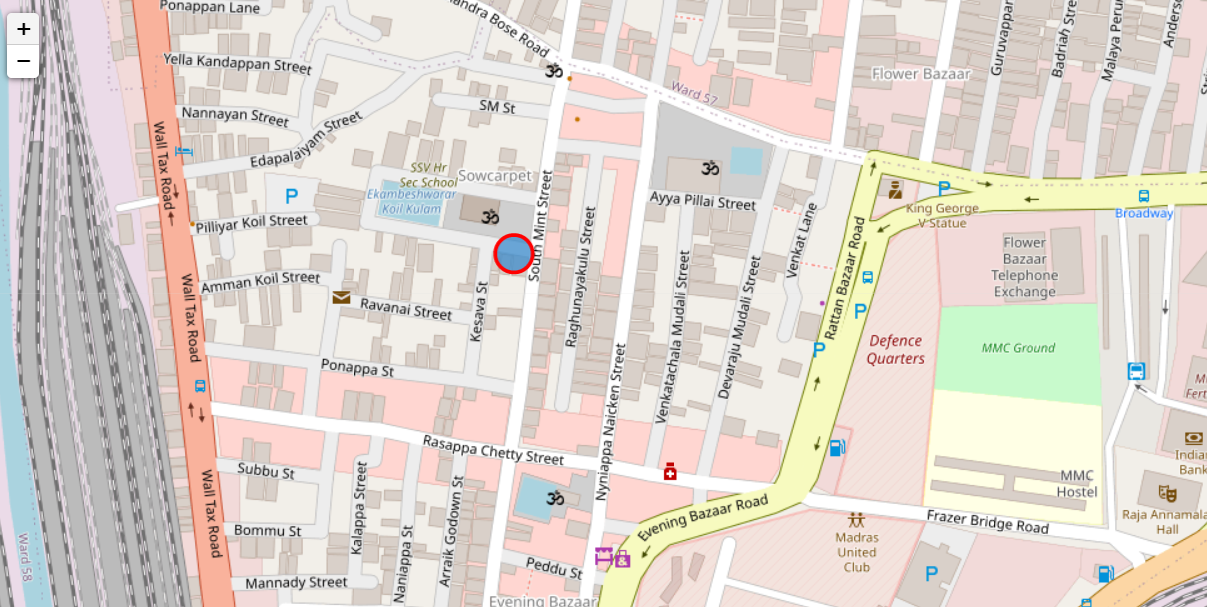 +
−
Ponappan Lane
Chandra Bose Road
Yella Kandappan Street
Nannayan Street
Edapalaiyam Street
SM St
Ward 57
Flower Bazaar
Wall Tax Road
SSV Hr
Sec School
Sowcarpet
Ekambeshwarar
Koil Kulam
P
Pilliyar Koil Street
Ayya Pillai Street
P
King George
V Statue
Broadway
South Mint Street
Raghunayakulu Street
Venkat Lane
Rattan Bazaar Road
Flower
Bazaar
Telephone
Exchange
Amman Koil Street
Ravanai Street
Kesava St
Venkatachala Mudali Street
Devaraju Mudali Street
P
P
Wall Tax Road
Ponappa St
Nyniappa Naicken Street
Defence
Quarters
MMC Ground
Rasappa Chetty Street
Subbu St
Kalappa Street
Naniappa St
Arraik Godown St
Wall Tax Road
Bommu St
Mannady Street
Peddu St
Evening Bazaar
Evening Bazaar Road
Frazer Bridge Road
MMC
Hostel
Madras
United
Club
P
Bank
Raja Annamala
Hall
Ward 58
Guruvappa
Badriah Stre
Malaya Peru
Anders